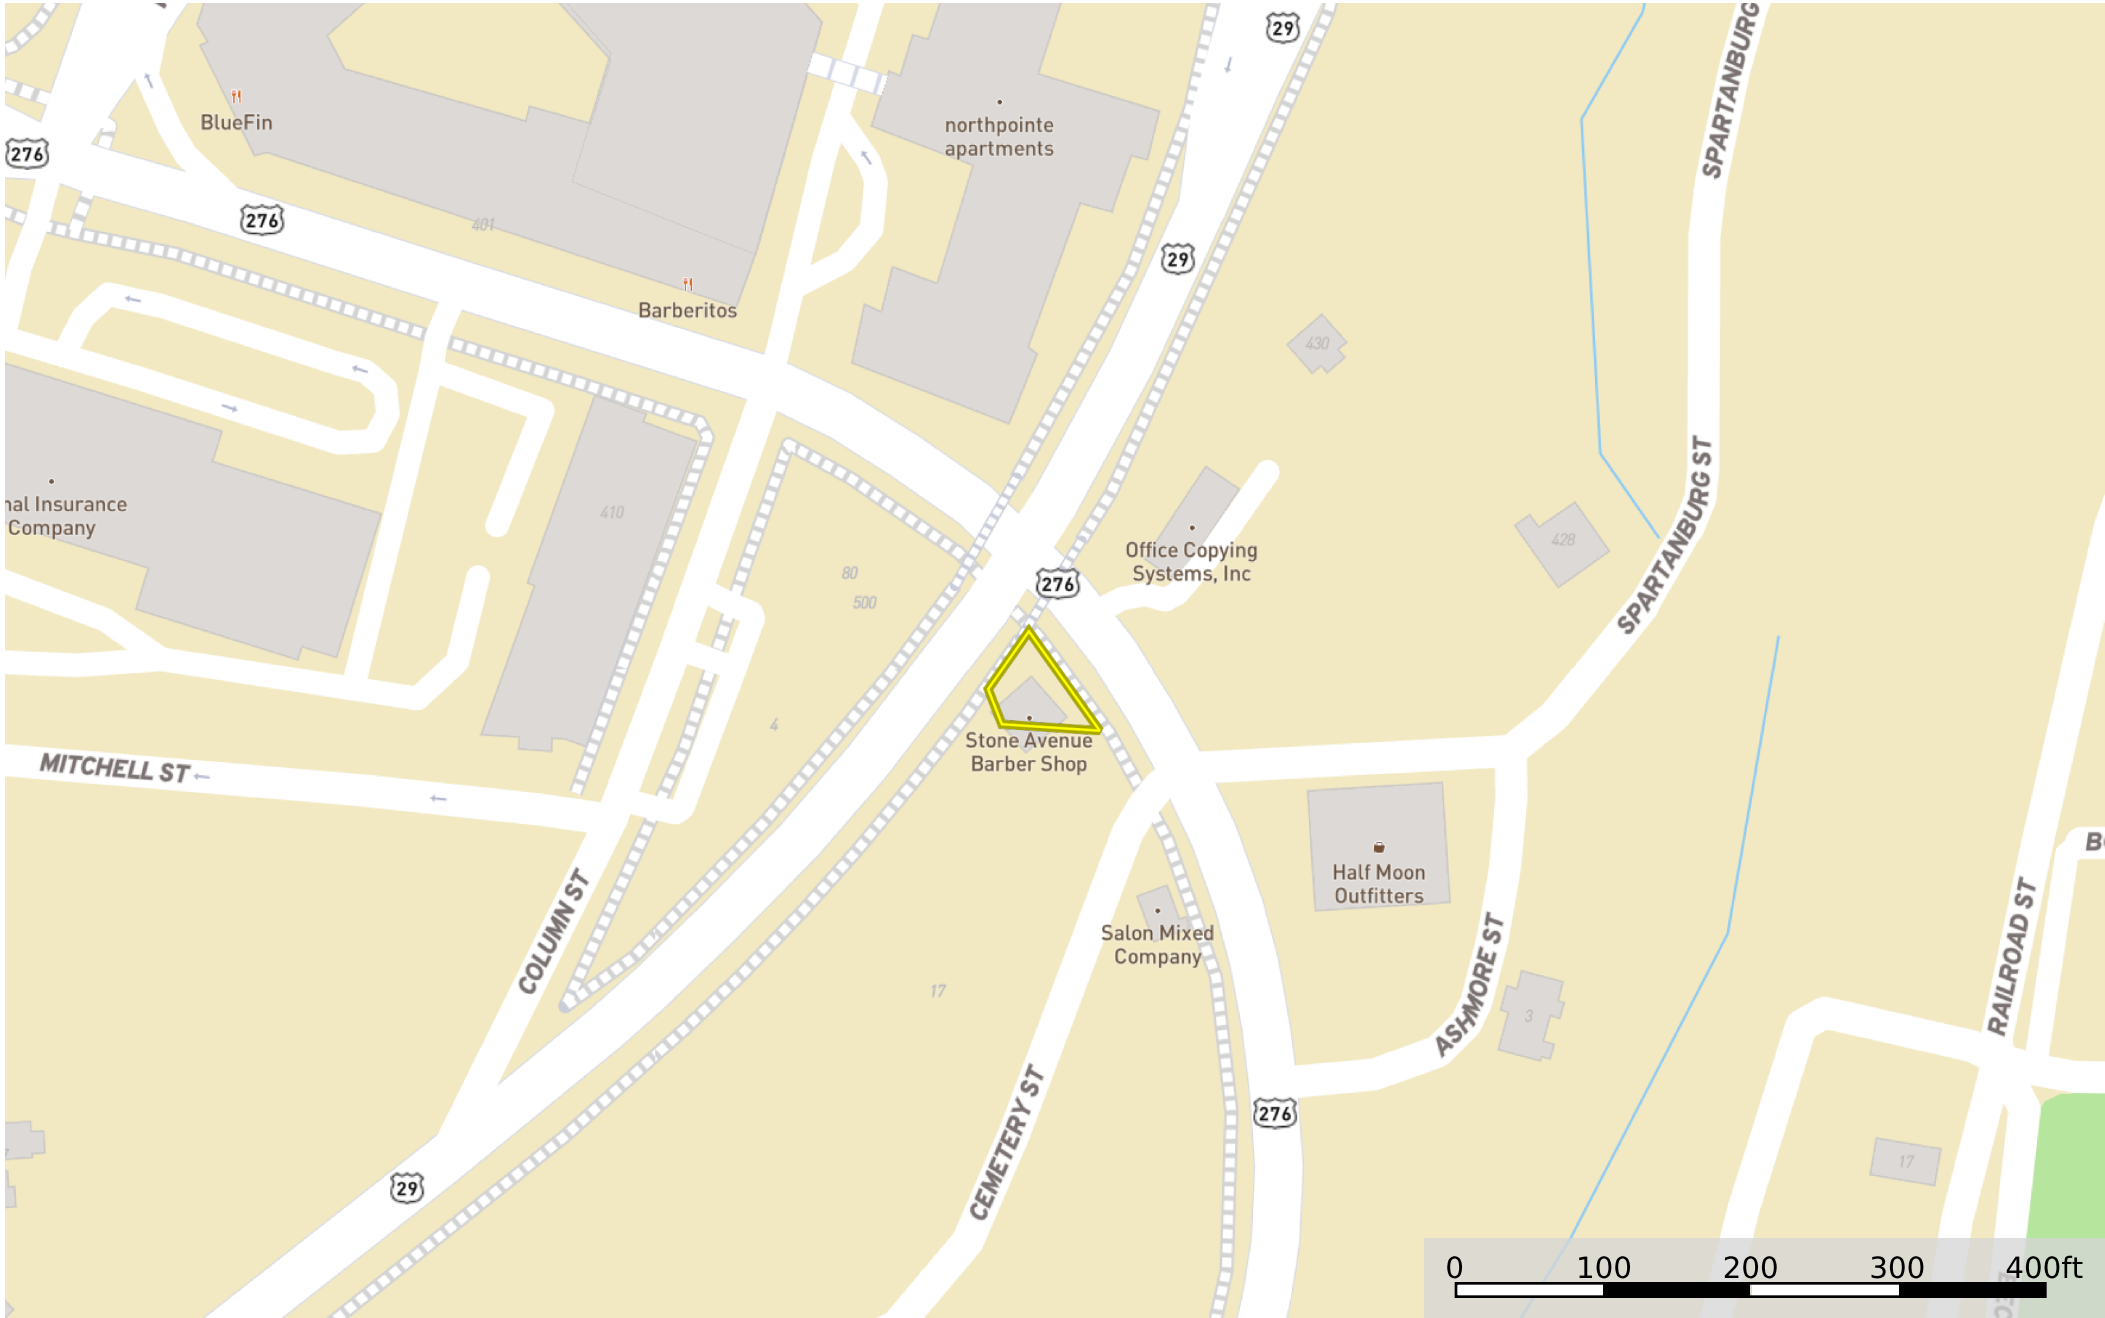 29
SPARTANBURG
BlueFin
northpointe
apartments
276
276
401
29
Barberitos
430
SPARTANBURG ST
nal Insurance
Company
410
428
Office Copying
Systems, Inc
80
500
276
4
Stone Avenue
Barber Shop
MITCHELL ST
Half Moon
Outfitters
COLUMN ST
Salon Mixed
Company
17
ASHMORE ST
3
RAILROAD ST
B
276
CEMETERY ST
29
17
0 100 200 300 400ft